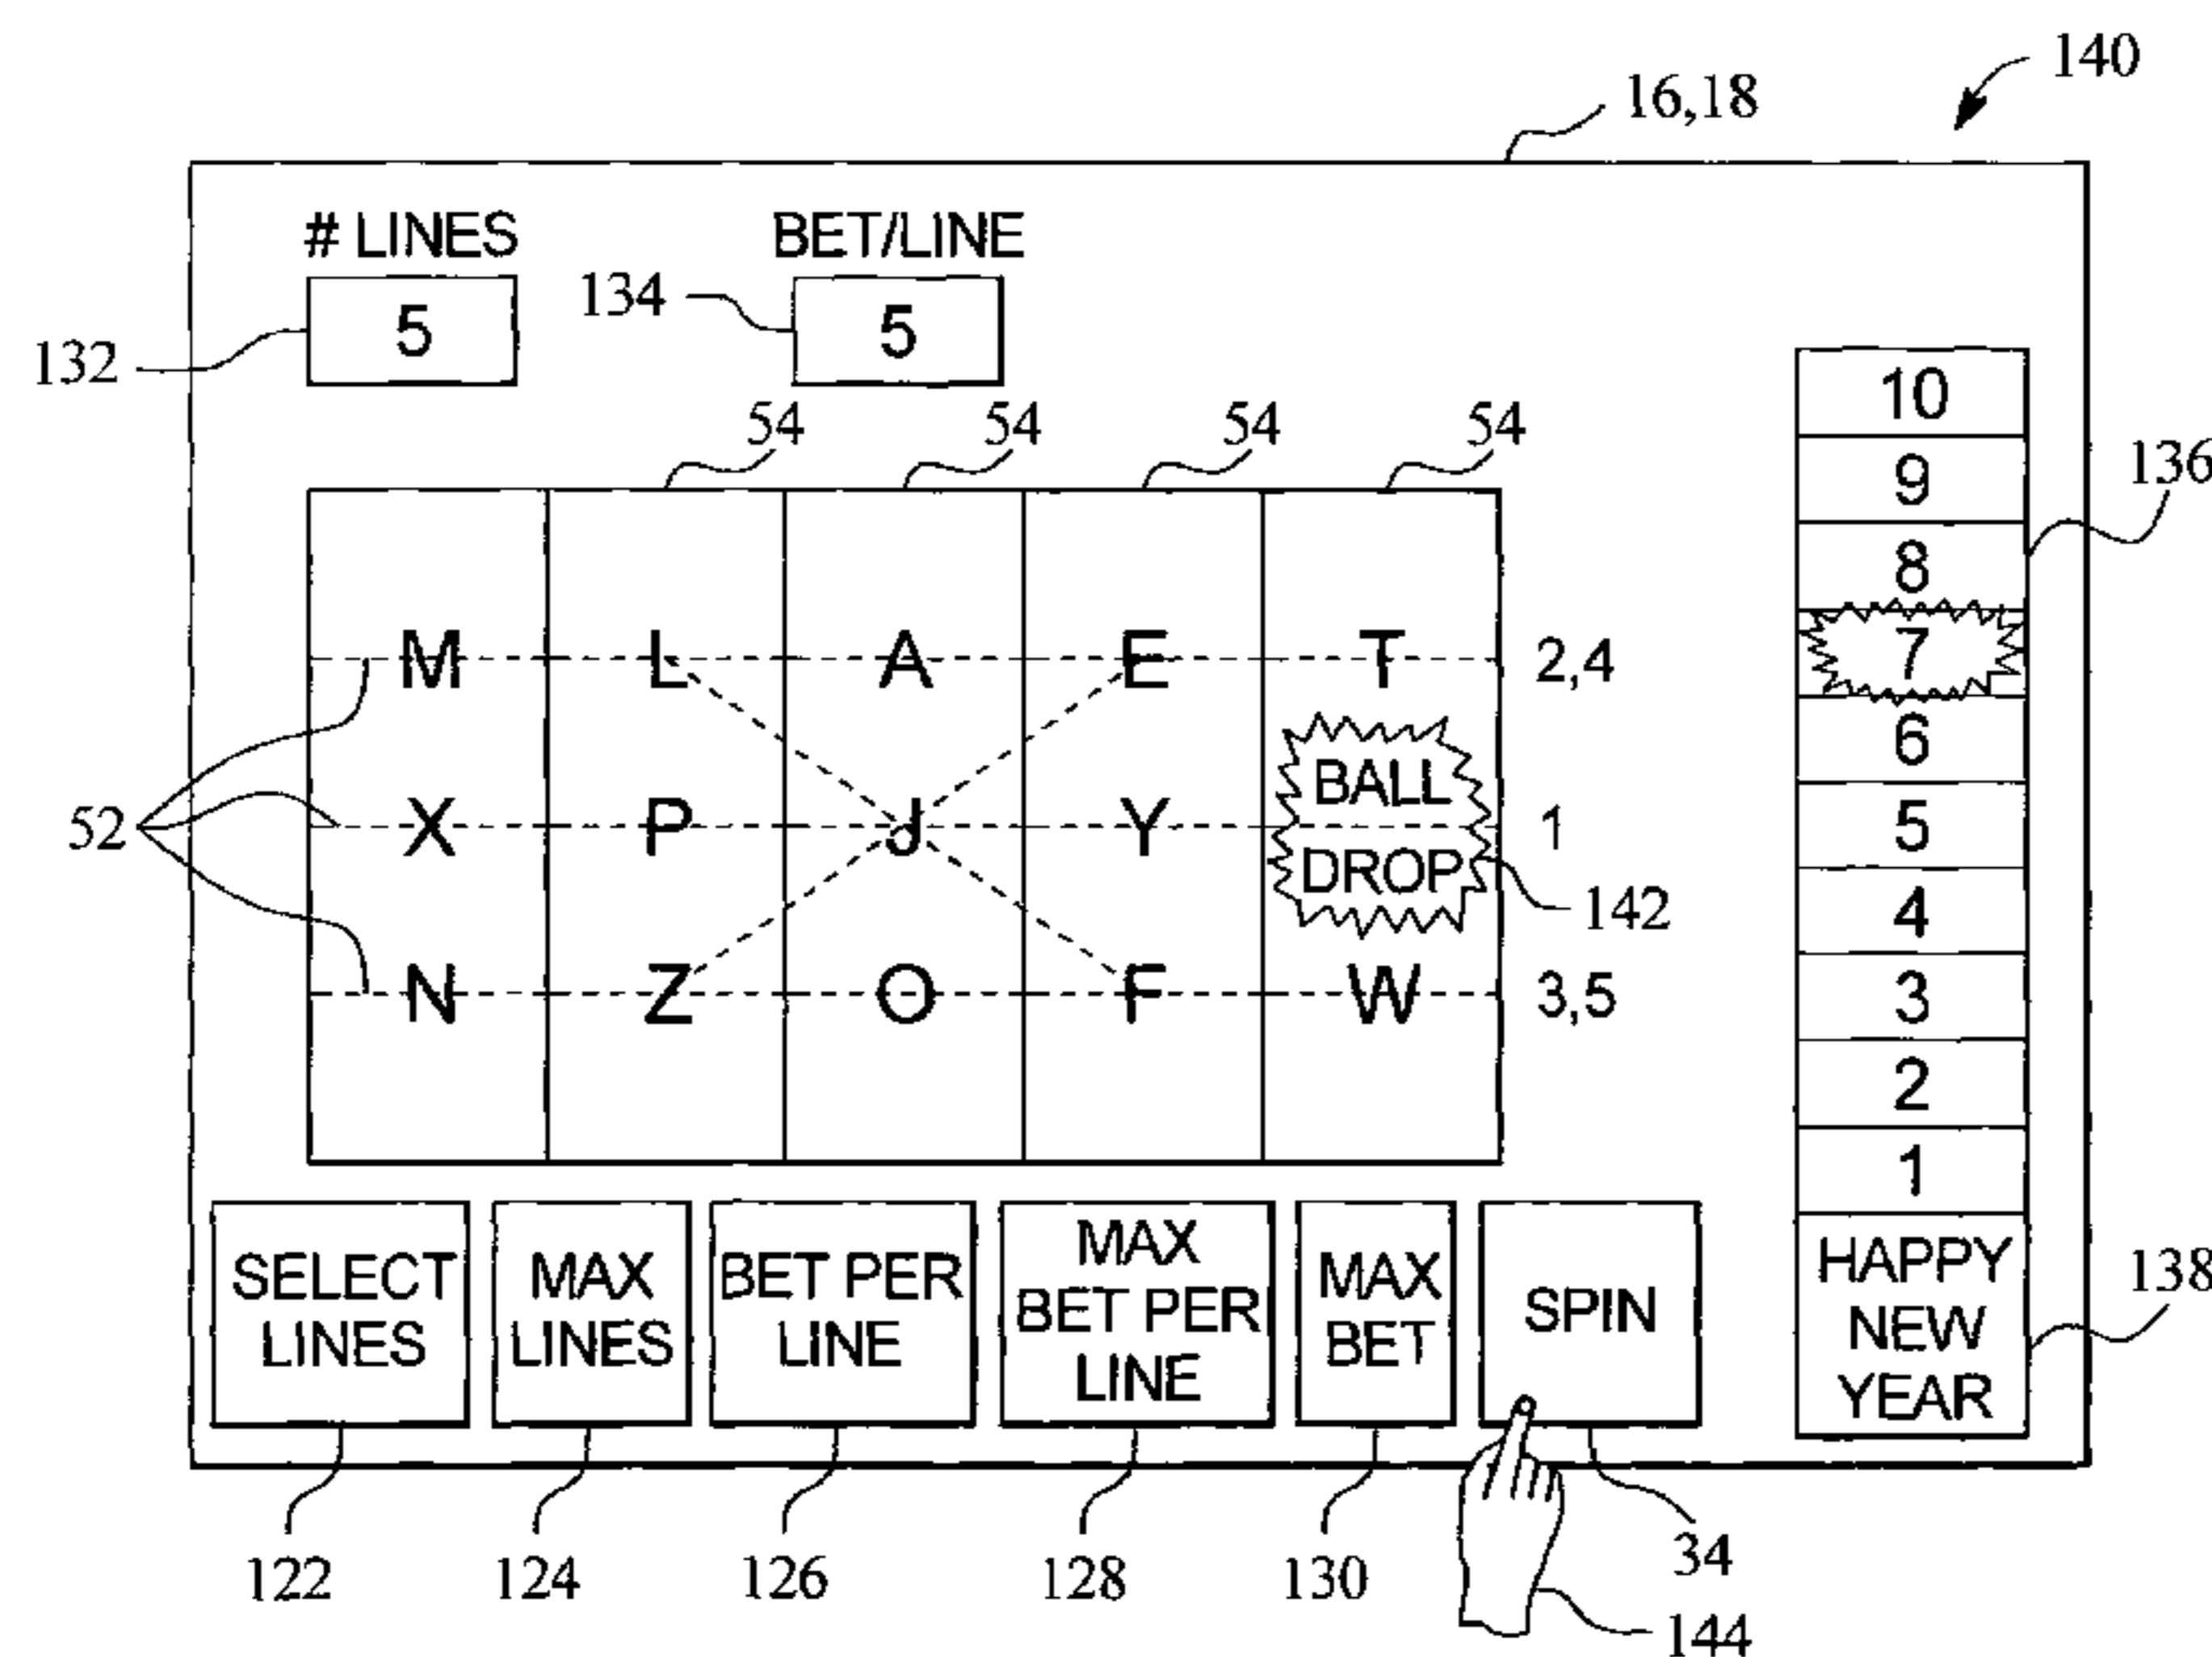 140
16,18
# LINES BET/LINE
132 5 134 5
54 54 54 54
M L A E T 2,4
52 X P J Y BALL DROP 1
142
N Z O F W 3,5
10
9
136
8
7
6
5
4
3
2
1
HAPPY
NEW
YEAR
138
SELECT
LINES
MAX
LINES
BET PER
LINE
MAX
BET PER
LINE
MAX
BET
SPIN
122 124 126 128 130 34
144